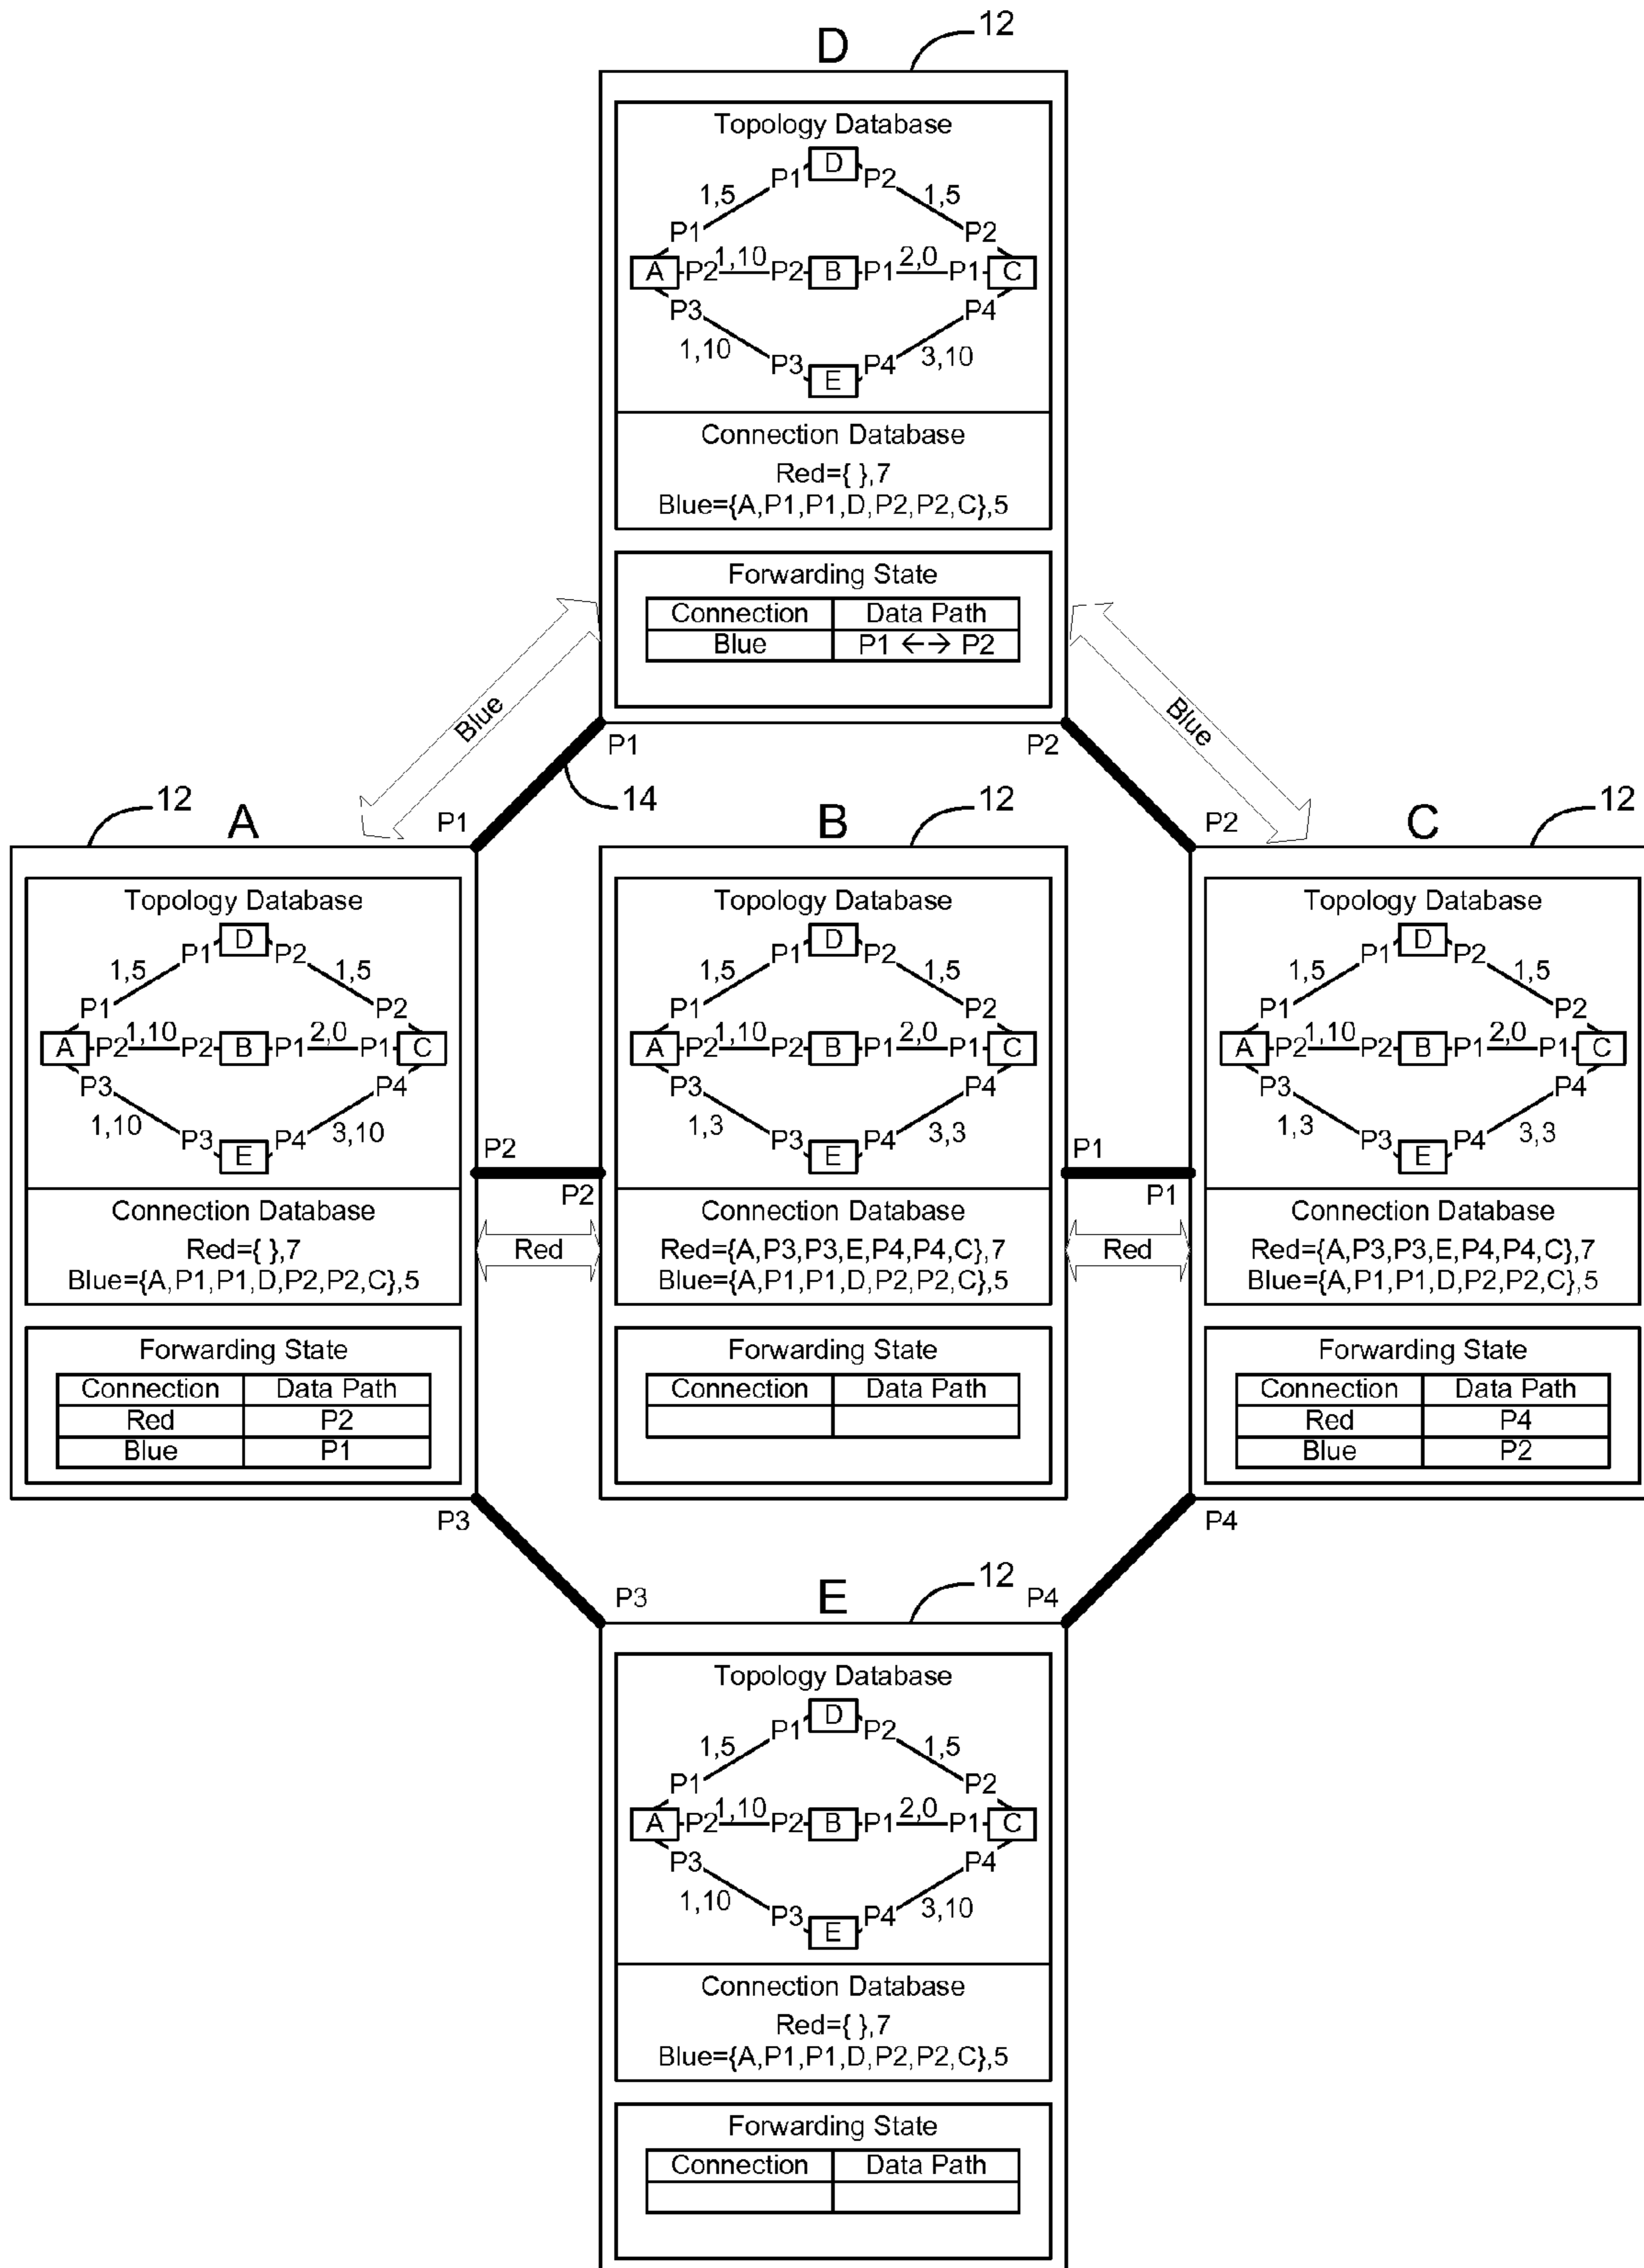 D
12
Topology Database
D
P1 P2
1,5 1,5
P1 P2
A P2 1,10 P2 B P1 2,0 P1 C
P3 P4
1,10 3,10
P3 P4
E
Connection Database
Red={ },7
Blue={A,P1,P1,D,P2,P2,C},5
Forwarding State
Connection Data Path
Blue P1 ←→ P2
Blue
Blue
P1 P2
14
P1 P2
A
12
Topology Database
D
P1 P2
1,5 1,5
P1 P2
A P2 1,10 P2 B P1 2,0 P1 C
P3 P4
1,10 3,10
P3 P4
E
Connection Database
Red={ },7
Blue={A,P1,P1,D,P2,P2,C},5
Forwarding State
Connection Data Path
Red P2
Blue P1
P2
P2
Red
B
12
Topology Database
D
P1 P2
1,5 1,5
P1 P2
A P2 1,10 P2 B P1 2,0 P1 C
P3 P4
1,3 3,3
P3 P4
E
Connection Database
Red={A,P3,P3,E,P4,P4,C},7
Blue={A,P1,P1,D,P2,P2,C},5
Forwarding State
Connection Data Path
P1
P1
Red
C
12
Topology Database
D
P1 P2
1,5 1,5
P1 P2
A P2 1,10 P2 B P1 2,0 P1 C
P3 P4
1,3 3,3
P3 P4
E
Connection Database
Red={A,P3,P3,E,P4,P4,C},7
Blue={A,P1,P1,D,P2,P2,C},5
Forwarding State
Connection Data Path
Red P4
Blue P2
P3 P4
P3 P4
E
12
Topology Database
D
P1 P2
1,5 1,5
P1 P2
A P2 1,10 P2 B P1 2,0 P1 C
P3 P4
1,10 3,10
P3 P4
E
Connection Database
Red={ },7
Blue={A,P1,P1,D,P2,P2,C},5
Forwarding State
Connection Data Path